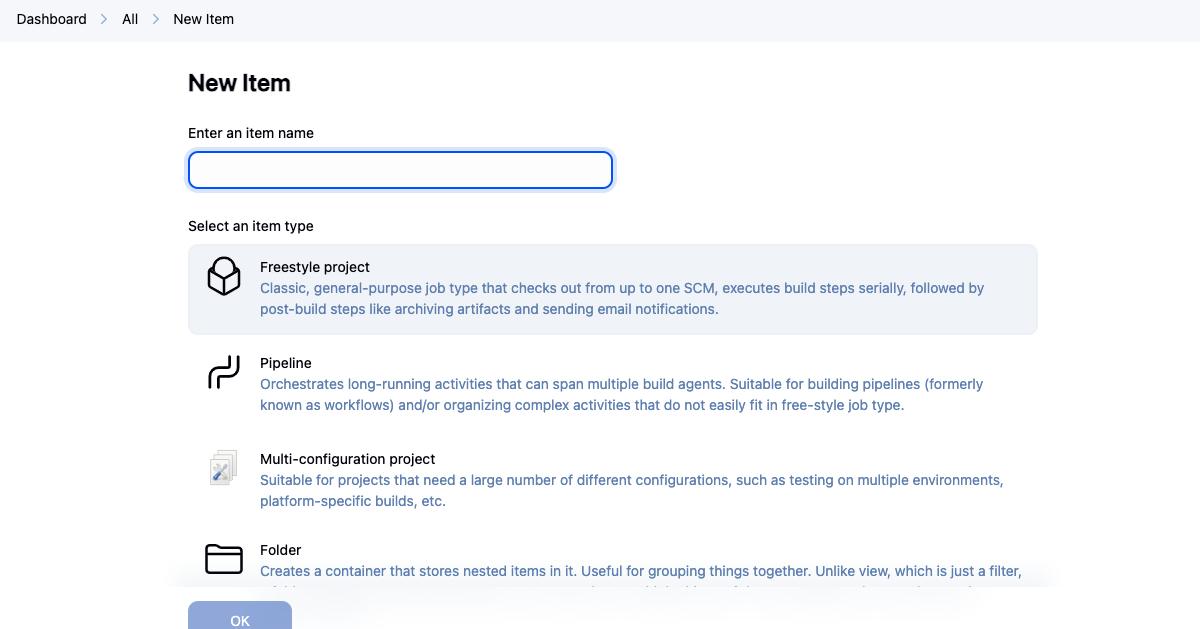 Dashboard All New Item
New Item
Enter an item name
Select an item type
Freestyle project
Classic, general-purpose job type that checks out from up to one SCM, executes build steps serially, followed by
post-build steps like archiving artifacts and sending email notifications.
Pipeline
Orchestrates long-running activities that can span multiple build agents. Suitable for building pipelines (formerly
known as workflows) and/or organizing complex activities that do not easily fit in free-style job type.
Multi-configuration project
Suitable for projects that need a large number of different configurations, such as testing on multiple environments,
platform-specific builds, etc.
Folder
Creates a container that stores nested items in it. Useful for grouping things together. Unlike view, which is just a filter,
OK